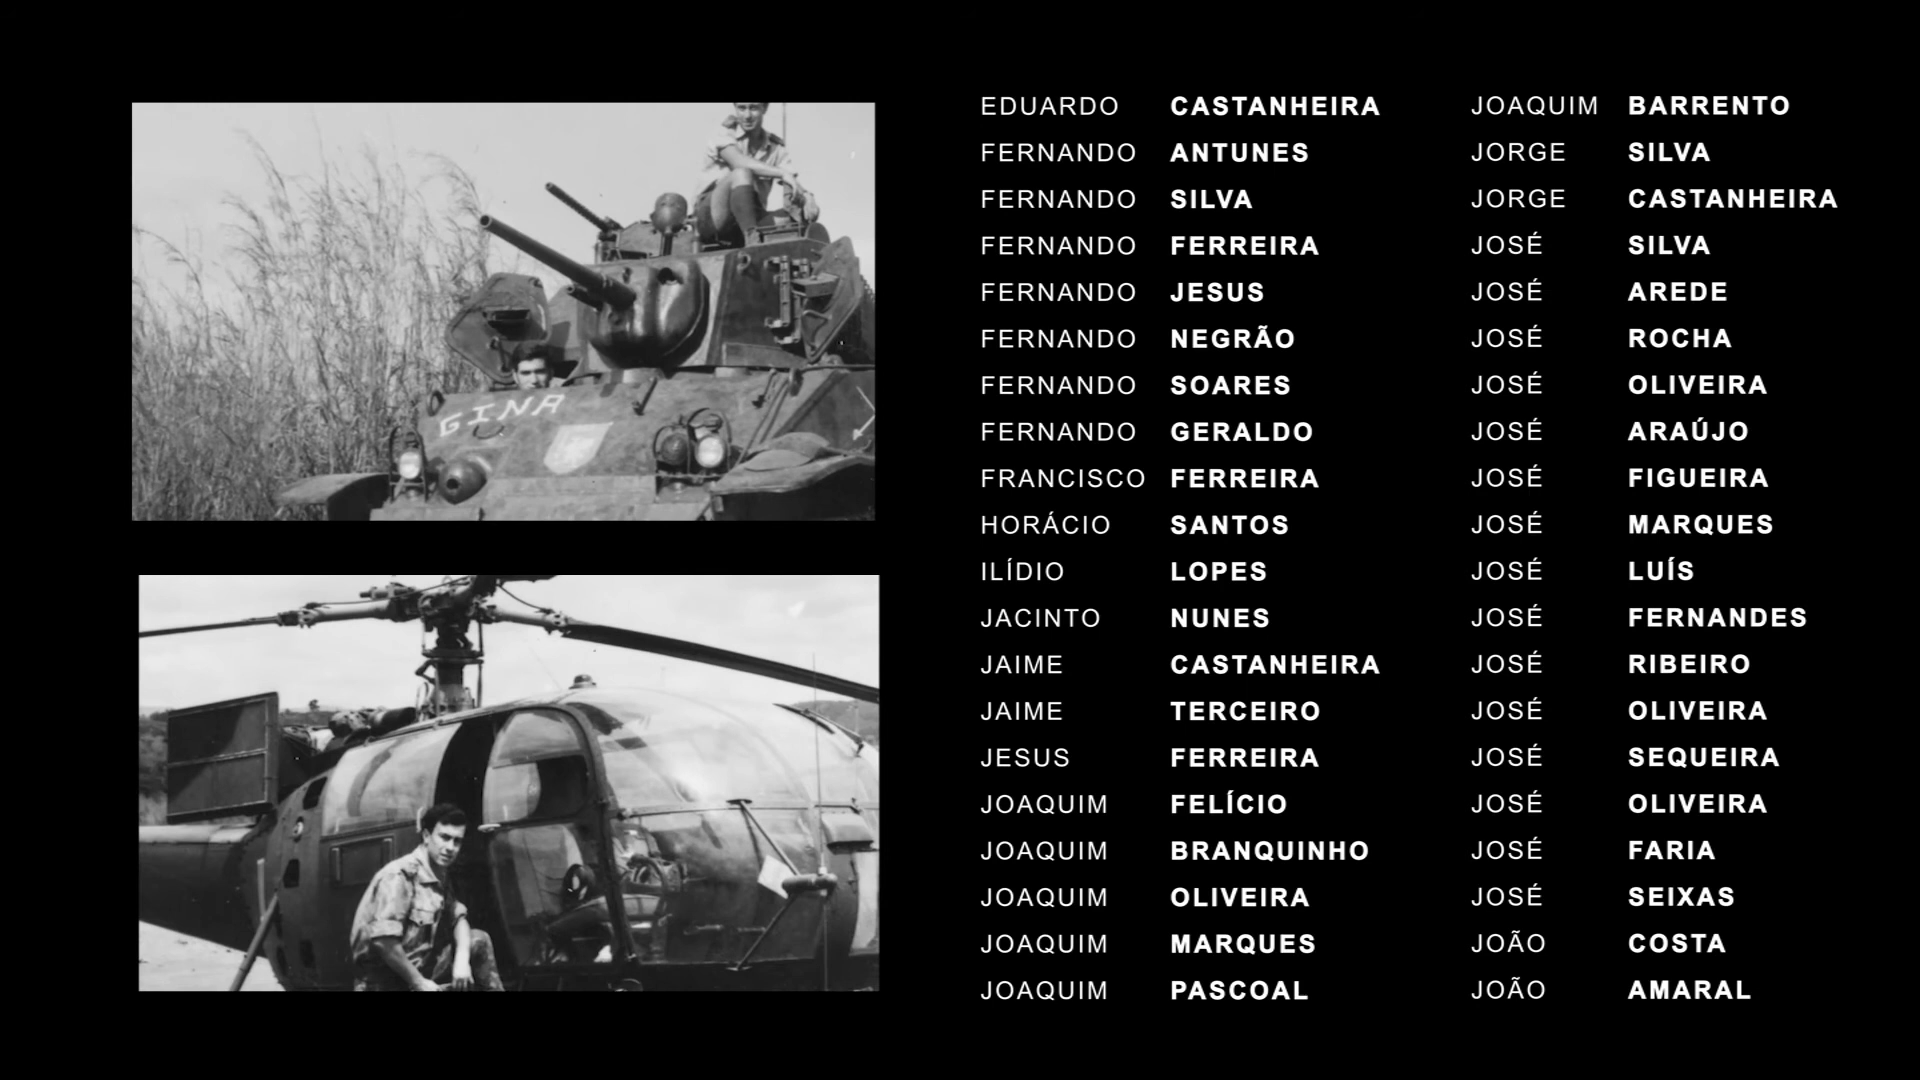 GINA
EDUARDO CASTANHEIRA
FERNANDO ANTUNES
FERNANDO SILVA
FERNANDO FERREIRA
FERNANDO JESUS
FERNANDO NEGRÃO
FERNANDO SOARES
FERNANDO GERALDO
FRANCISCO FERREIRA
HORÁCIO SANTOS
ILÍDIO LOPES
JACINTO NUNES
JAIME CASTANHEIRA
JAIME TERCEIRO
JESUS FERREIRA
JOAQUIM FELÍCIO
JOAQUIM BRANQUINHO
JOAQUIM OLIVEIRA
JOAQUIM MARQUES
JOAQUIM PASCOAL
JOAQUIM BARRENTO
JORGE SILVA
JORGE CASTANHEIRA
JOSÉ SILVA
JOSÉ AREDE
JOSÉ ROCHA
JOSÉ OLIVEIRA
JOSÉ ARAÚJO
JOSÉ FIGUEIRA
JOSÉ MARQUES
JOSÉ LUÍS
JOSÉ FERNANDES
JOSÉ RIBEIRO
JOSÉ OLIVEIRA
JOSÉ SEQUEIRA
JOSÉ OLIVEIRA
JOSÉ FARIA
JOSÉ SEIXAS
JOÃO COSTA
JOÃO AMARAL